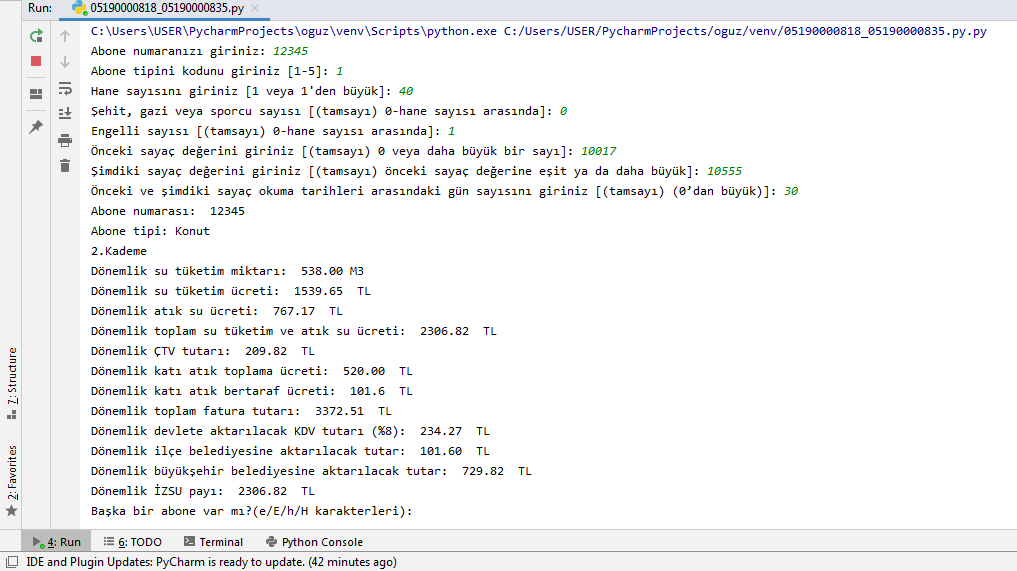 Run: 05190000818_05190000835.py
C:\Users\USER\PycharmProjects\oguz\venv\Scripts\python.exe C:/Users/USER/PycharmProjects/oguz/venv/05190000818_05190000835.py.py
Abone numaranızı giriniz: 12345
Abone tipini kodunu giriniz [1-5]: 1
Hane sayısını giriniz [1 veya 1'den büyük]: 40
Şehit, gazi veya sporcu sayısı [(tamsayı) 0-hane sayısı arasında]: 0
Engelli sayısı [(tamsayı) 0-hane sayısı arasında]: 1
Önceki sayaç değerini giriniz [(tamsayı) 0 veya daha büyük bir sayı]: 10017
Şimdiki sayaç değerini giriniz [(tamsayı) önceki sayaç değerine eşit ya da daha büyük]: 10555
Önceki ve şimdiki sayaç okuma tarihleri arasındaki gün sayısını giriniz [(tamsayı) (0’dan büyük)]: 30
Abone numarası:  12345
Abone tipi: Konut
2.Kademe
Dönemlik su tüketim miktarı:  538.00 M3
Dönemlik su tüketim ücreti:  1539.65  TL
Dönemlik atık su ücreti:  767.17  TL
Dönemlik toplam su tüketim ve atık su ücreti:  2306.82  TL
Dönemlik ÇTV tutarı:  209.82  TL
Dönemlik katı atık toplama ücreti:  520.00  TL
Dönemlik katı atık bertaraf ücreti:  101.6  TL
Dönemlik toplam fatura tutarı:  3372.51  TL
Dönemlik devlete aktarılacak KDV tutarı (%8):  234.27  TL
Dönemlik ilçe belediyesine aktarılacak tutar:  101.60  TL
Dönemlik büyükşehir belediyesine aktarılacak tutar:  729.82  TL
Dönemlik İZSU payı:  2306.82  TL
Başka bir abone var mı?(e/E/h/H karakterleri):
7: Structure
2: Favorites
4: Run 6: TODO Terminal Python Console
IDE and Plugin Updates: PyCharm is ready to update. (42 minutes ago)